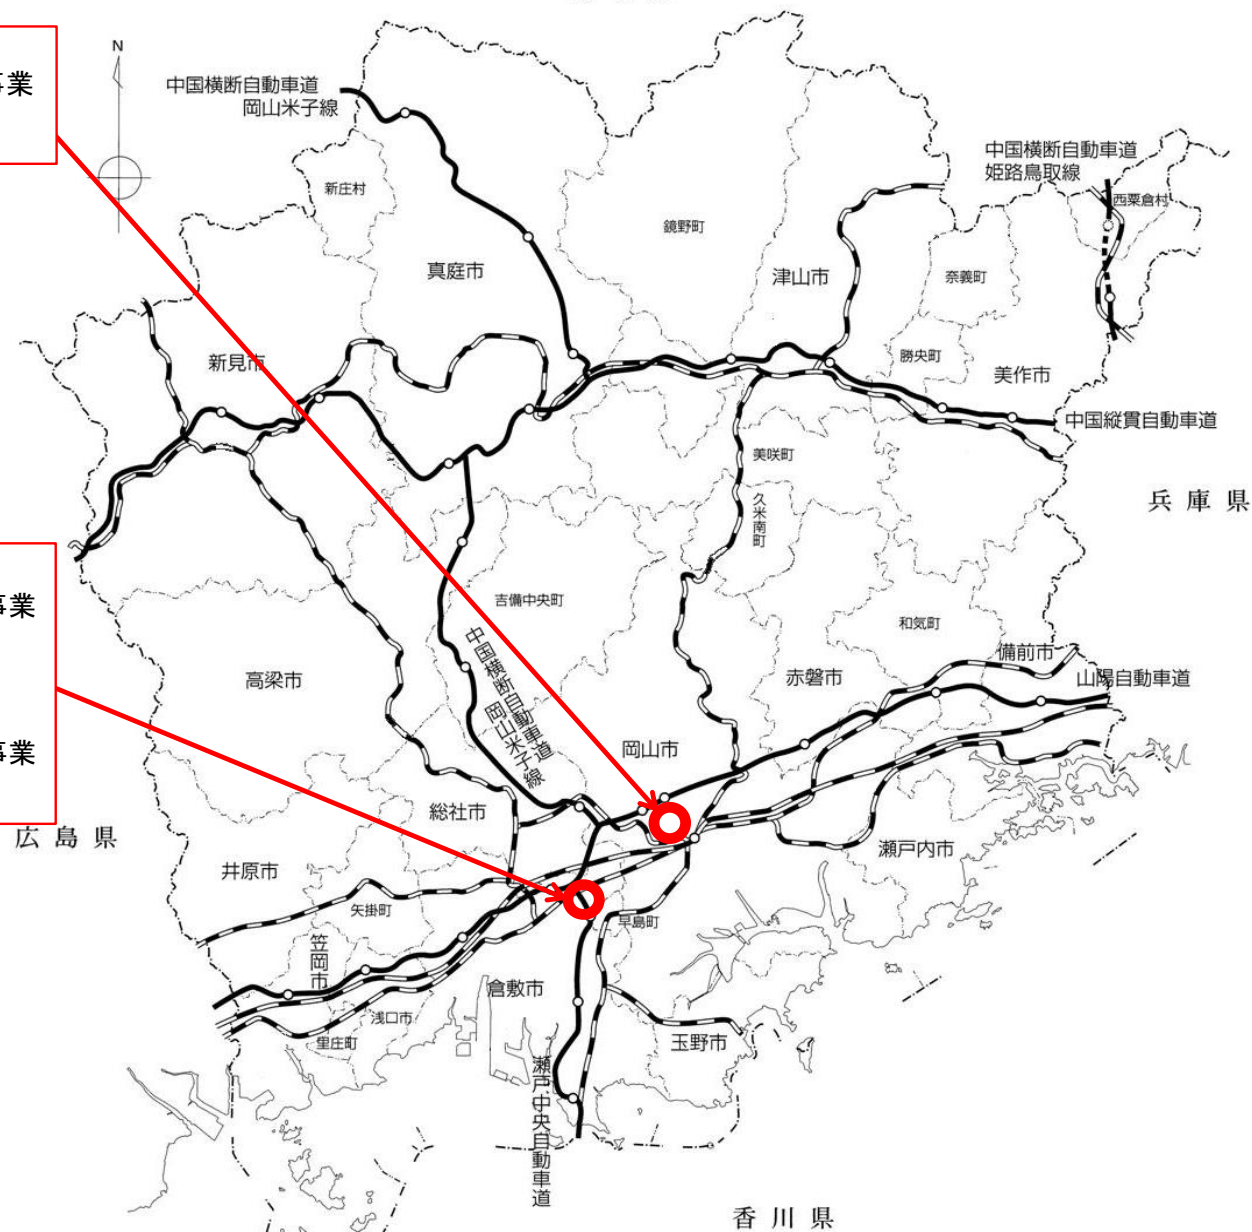 事業
N
中国横断自動車道
岡山米子線
中国横断自動車道
姫路鳥取線
西粟倉村
新庄村
鏡野町
真庭市
津山市
奈義町
新見市
勝央町
美作市
中国縦貫自動車道
美咲町
久米南町
兵庫県
事業
吉備中央町
和気町
中国横断自動車道
岡山米子線
備前市
高梁市
赤磐市
山陽自動車道
事業
岡山市
総社市
広島県
瀬戸内市
井原市
矢掛町
早島町
笠岡市
倉敷市
浅口市
里庄町
玉野市
瀬戸中央自動車道
香川県